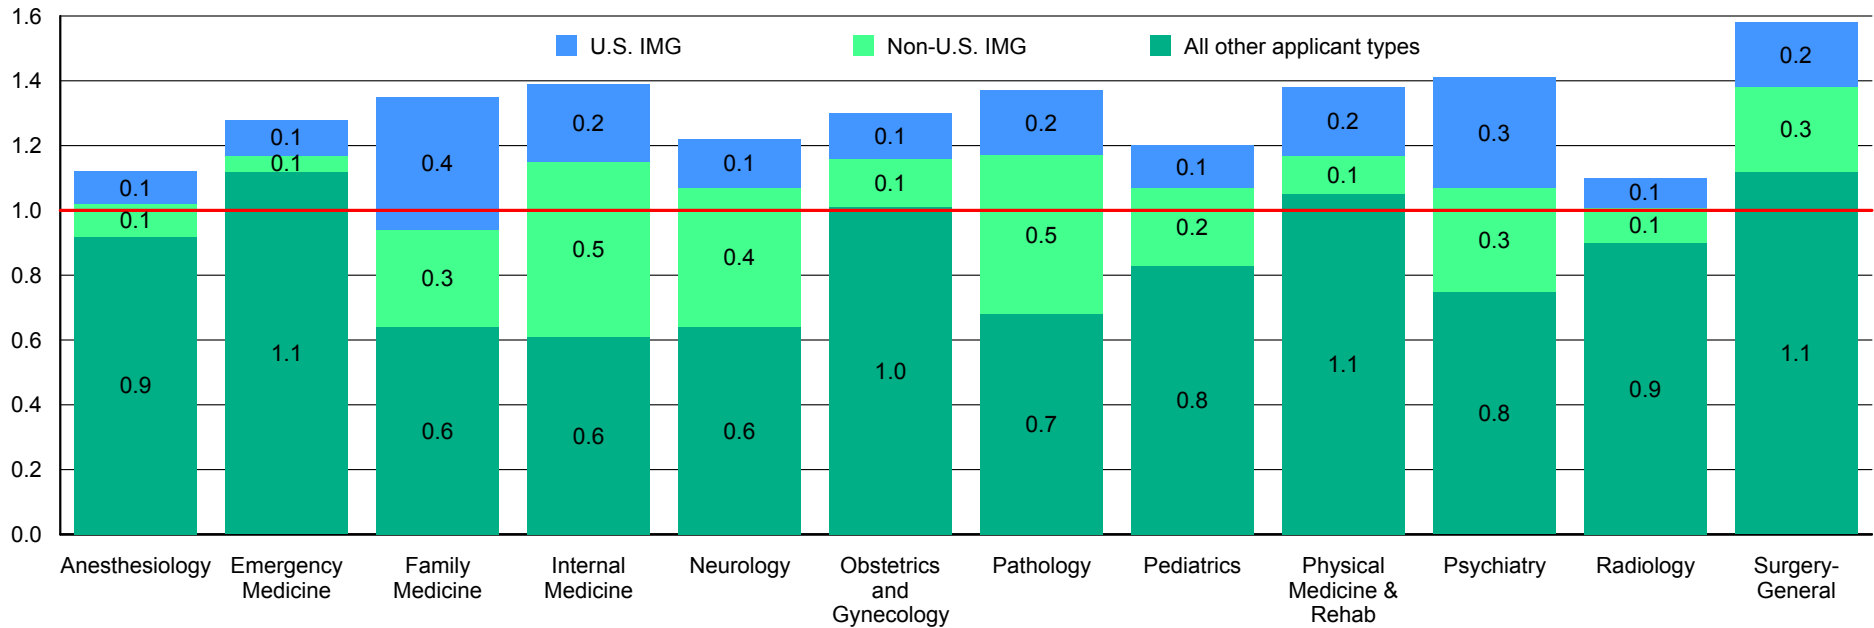 1.6
1.4
1.2
1.0
0.8
0.6
0.4
0.2
0.0
U.S. IMG
Non-U.S. IMG
All other applicant types
0.1
0.1
0.9
0.1
0.1
1.1
0.4
0.3
0.6
0.2
0.5
0.6
0.1
0.4
0.6
0.1
0.1
1.0
0.2
0.5
0.7
0.1
0.2
0.8
0.2
0.1
1.1
0.3
0.3
0.8
0.1
0.1
0.9
0.2
0.3
1.1
Anesthesiology
Emergency
Medicine
Family
Medicine
Internal
Medicine
Neurology
Obstetrics
and
Gynecology
Pathology
Pediatrics
Physical
Medicine &
Rehab
Psychiatry
Radiology
Surgery-
General